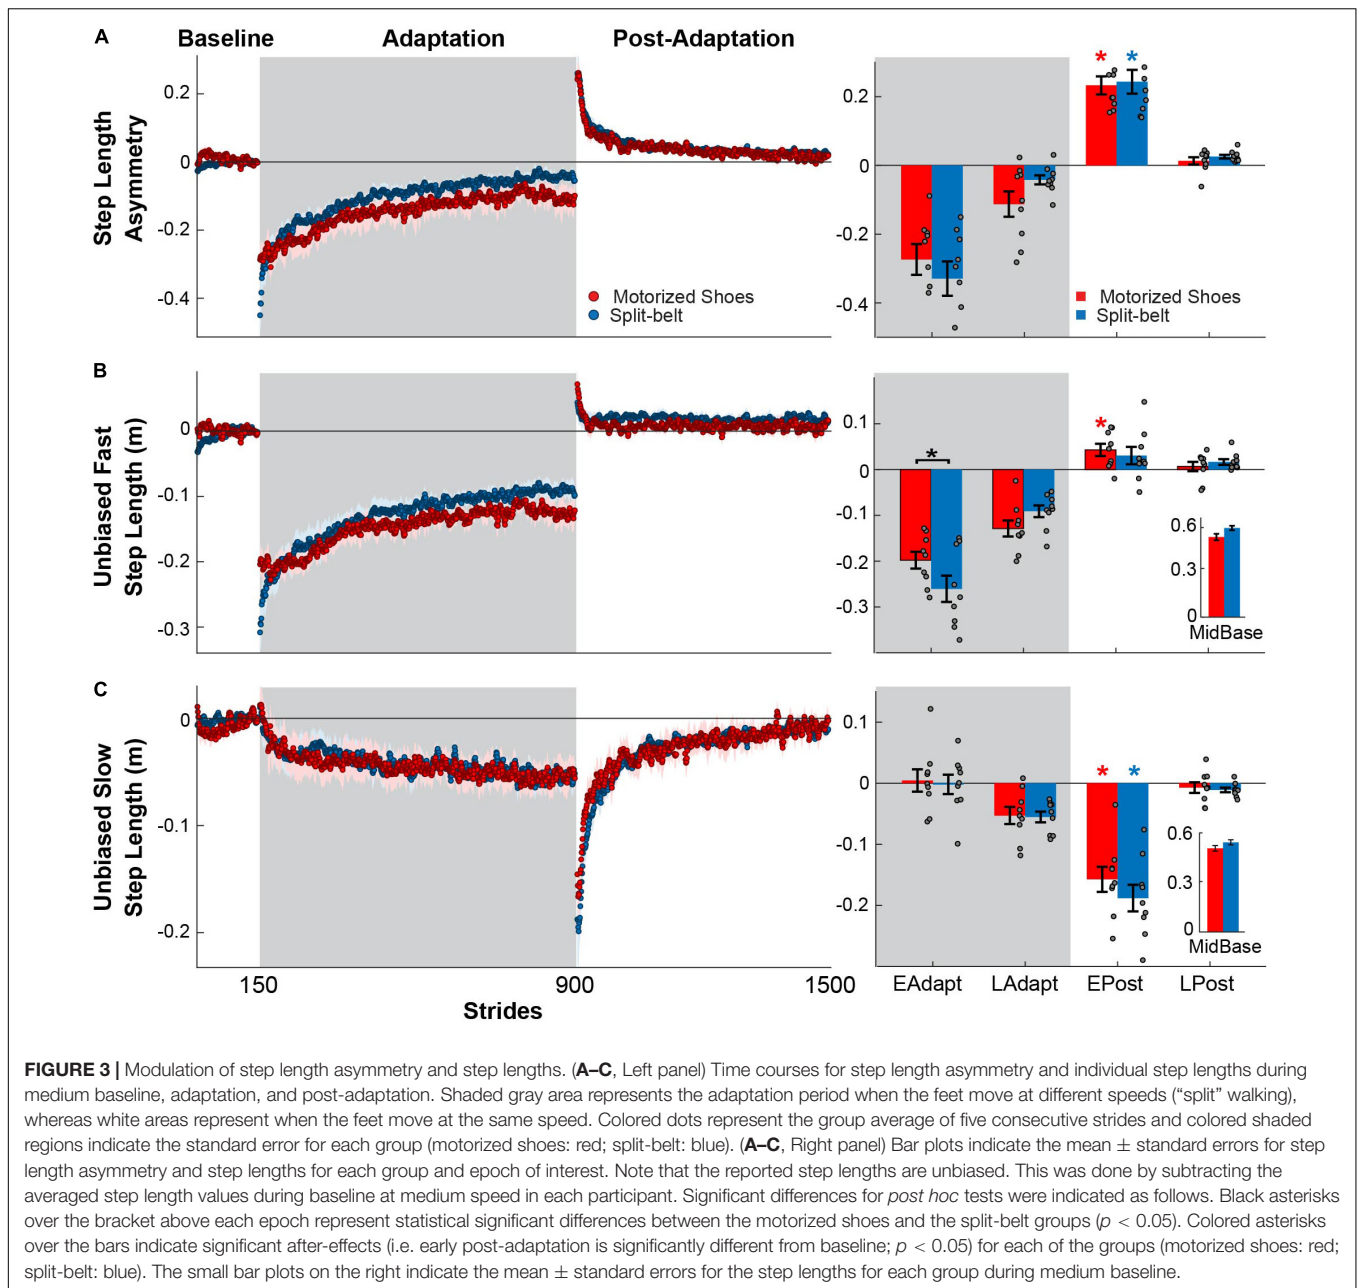 A
Baseline
Adaptation
Post-Adaptation
Step Length
Asymmetry
0.2
0
-0.2
-0.4
Motorized Shoes
Split-belt
*
*
0.2
0
-0.2
-0.4
Motorized Shoes
Split-belt
B
Unbiased Fast
Step Length (m)
0
-0.1
-0.2
-0.3
0.1
0
-0.1
-0.2
-0.3
*
*
0.6
0.3
0
MidBase
C
Unbiased Slow
Step Length (m)
0
-0.1
-0.2
150
900
1500
Strides
0.1
0
-0.1
-0.2
*
*
0.6
0.3
0
MidBase
EAdapt
LAdapt
EPost
LPost
FIGURE 3 | Modulation of step length asymmetry and step lengths. (A–C, Left panel) Time courses for step length asymmetry and individual step lengths during
medium baseline, adaptation, and post-adaptation. Shaded gray area represents the adaptation period when the feet move at different speeds (“split” walking),
whereas white areas represent when the feet move at the same speed. Colored dots represent the group average of five consecutive strides and colored shaded
regions indicate the standard error for each group (motorized shoes: red; split-belt: blue). (A–C, Right panel) Bar plots indicate the mean ± standard errors for step
length asymmetry and step lengths for each group and epoch of interest. Note that the reported step lengths are unbiased. This was done by subtracting the
averaged step length values during baseline at medium speed in each participant. Significant differences for post hoc tests were indicated as follows. Black asterisks
over the bracket above each epoch represent statistical significant differences between the motorized shoes and the split-belt groups (p < 0.05). Colored asterisks
over the bars indicate significant after-effects (i.e. early post-adaptation is significantly different from baseline; p < 0.05) for each of the groups (motorized shoes: red;
split-belt: blue). The small bar plots on the right indicate the mean ± standard errors for the step lengths for each group during medium baseline.